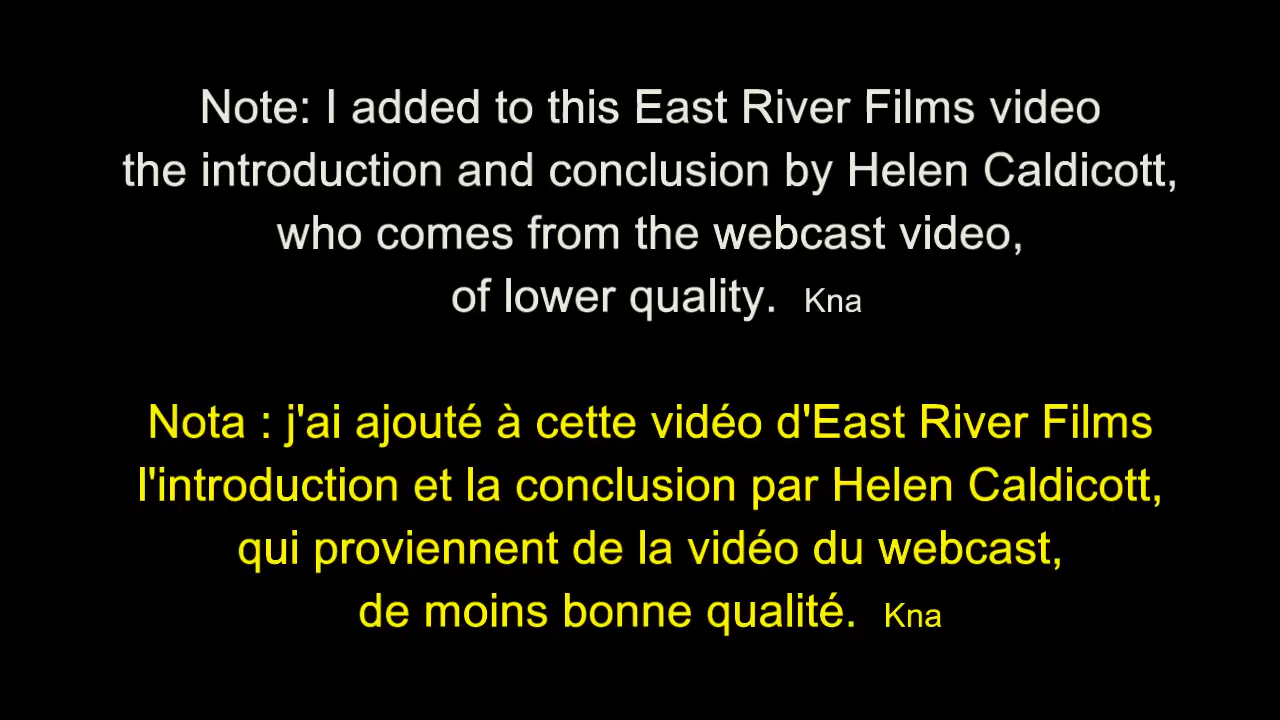 Note: I added to this East River Films video
the introduction and conclusion by Helen Caldicott,
who comes from the webcast video,
of lower quality. Kna
Nota : j'ai ajouté à cette vidéo d'East River Films
l'introduction et la conclusion par Helen Caldicott,
qui proviennent de la vidéo du webcast,
de moins bonne qualité. Kna